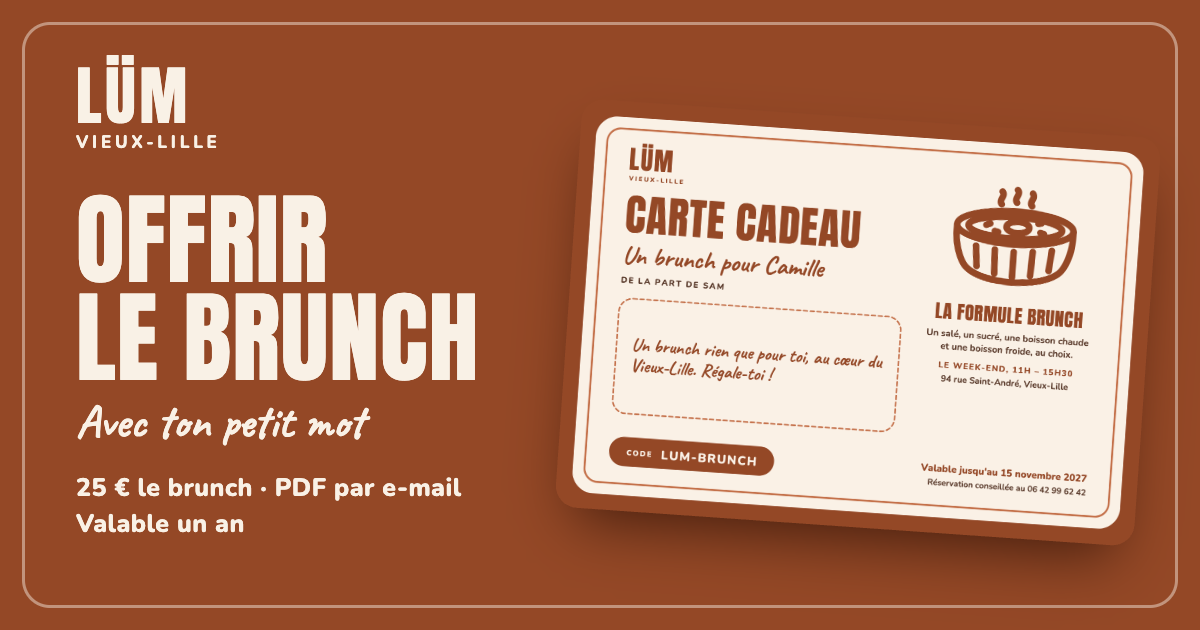 LÜM
VIEUX-LILLE
OFFRIR
LE BRUNCH
Avec ton petit mot
25 € le brunch · PDF par e-mail
Valable un an
LÜM
VIEUX-LILLE
CARTE CADEAU
Un brunch pour Camille
DE LA PART DE SAM
Un brunch rien que pour toi, au cœur du
Vieux-Lille. Régale-toi !
CODE LUM-BRUNCH
LA FORMULE BRUNCH
Un salé, un sucré, une boisson chaude
et une boisson froide, au choix.
LE WEEK-END, 11H – 15H30
94 rue Saint-André, Vieux-Lille
Valable jusqu'au 15 novembre 2027
Réservation conseillée au 06 42 99 62 42